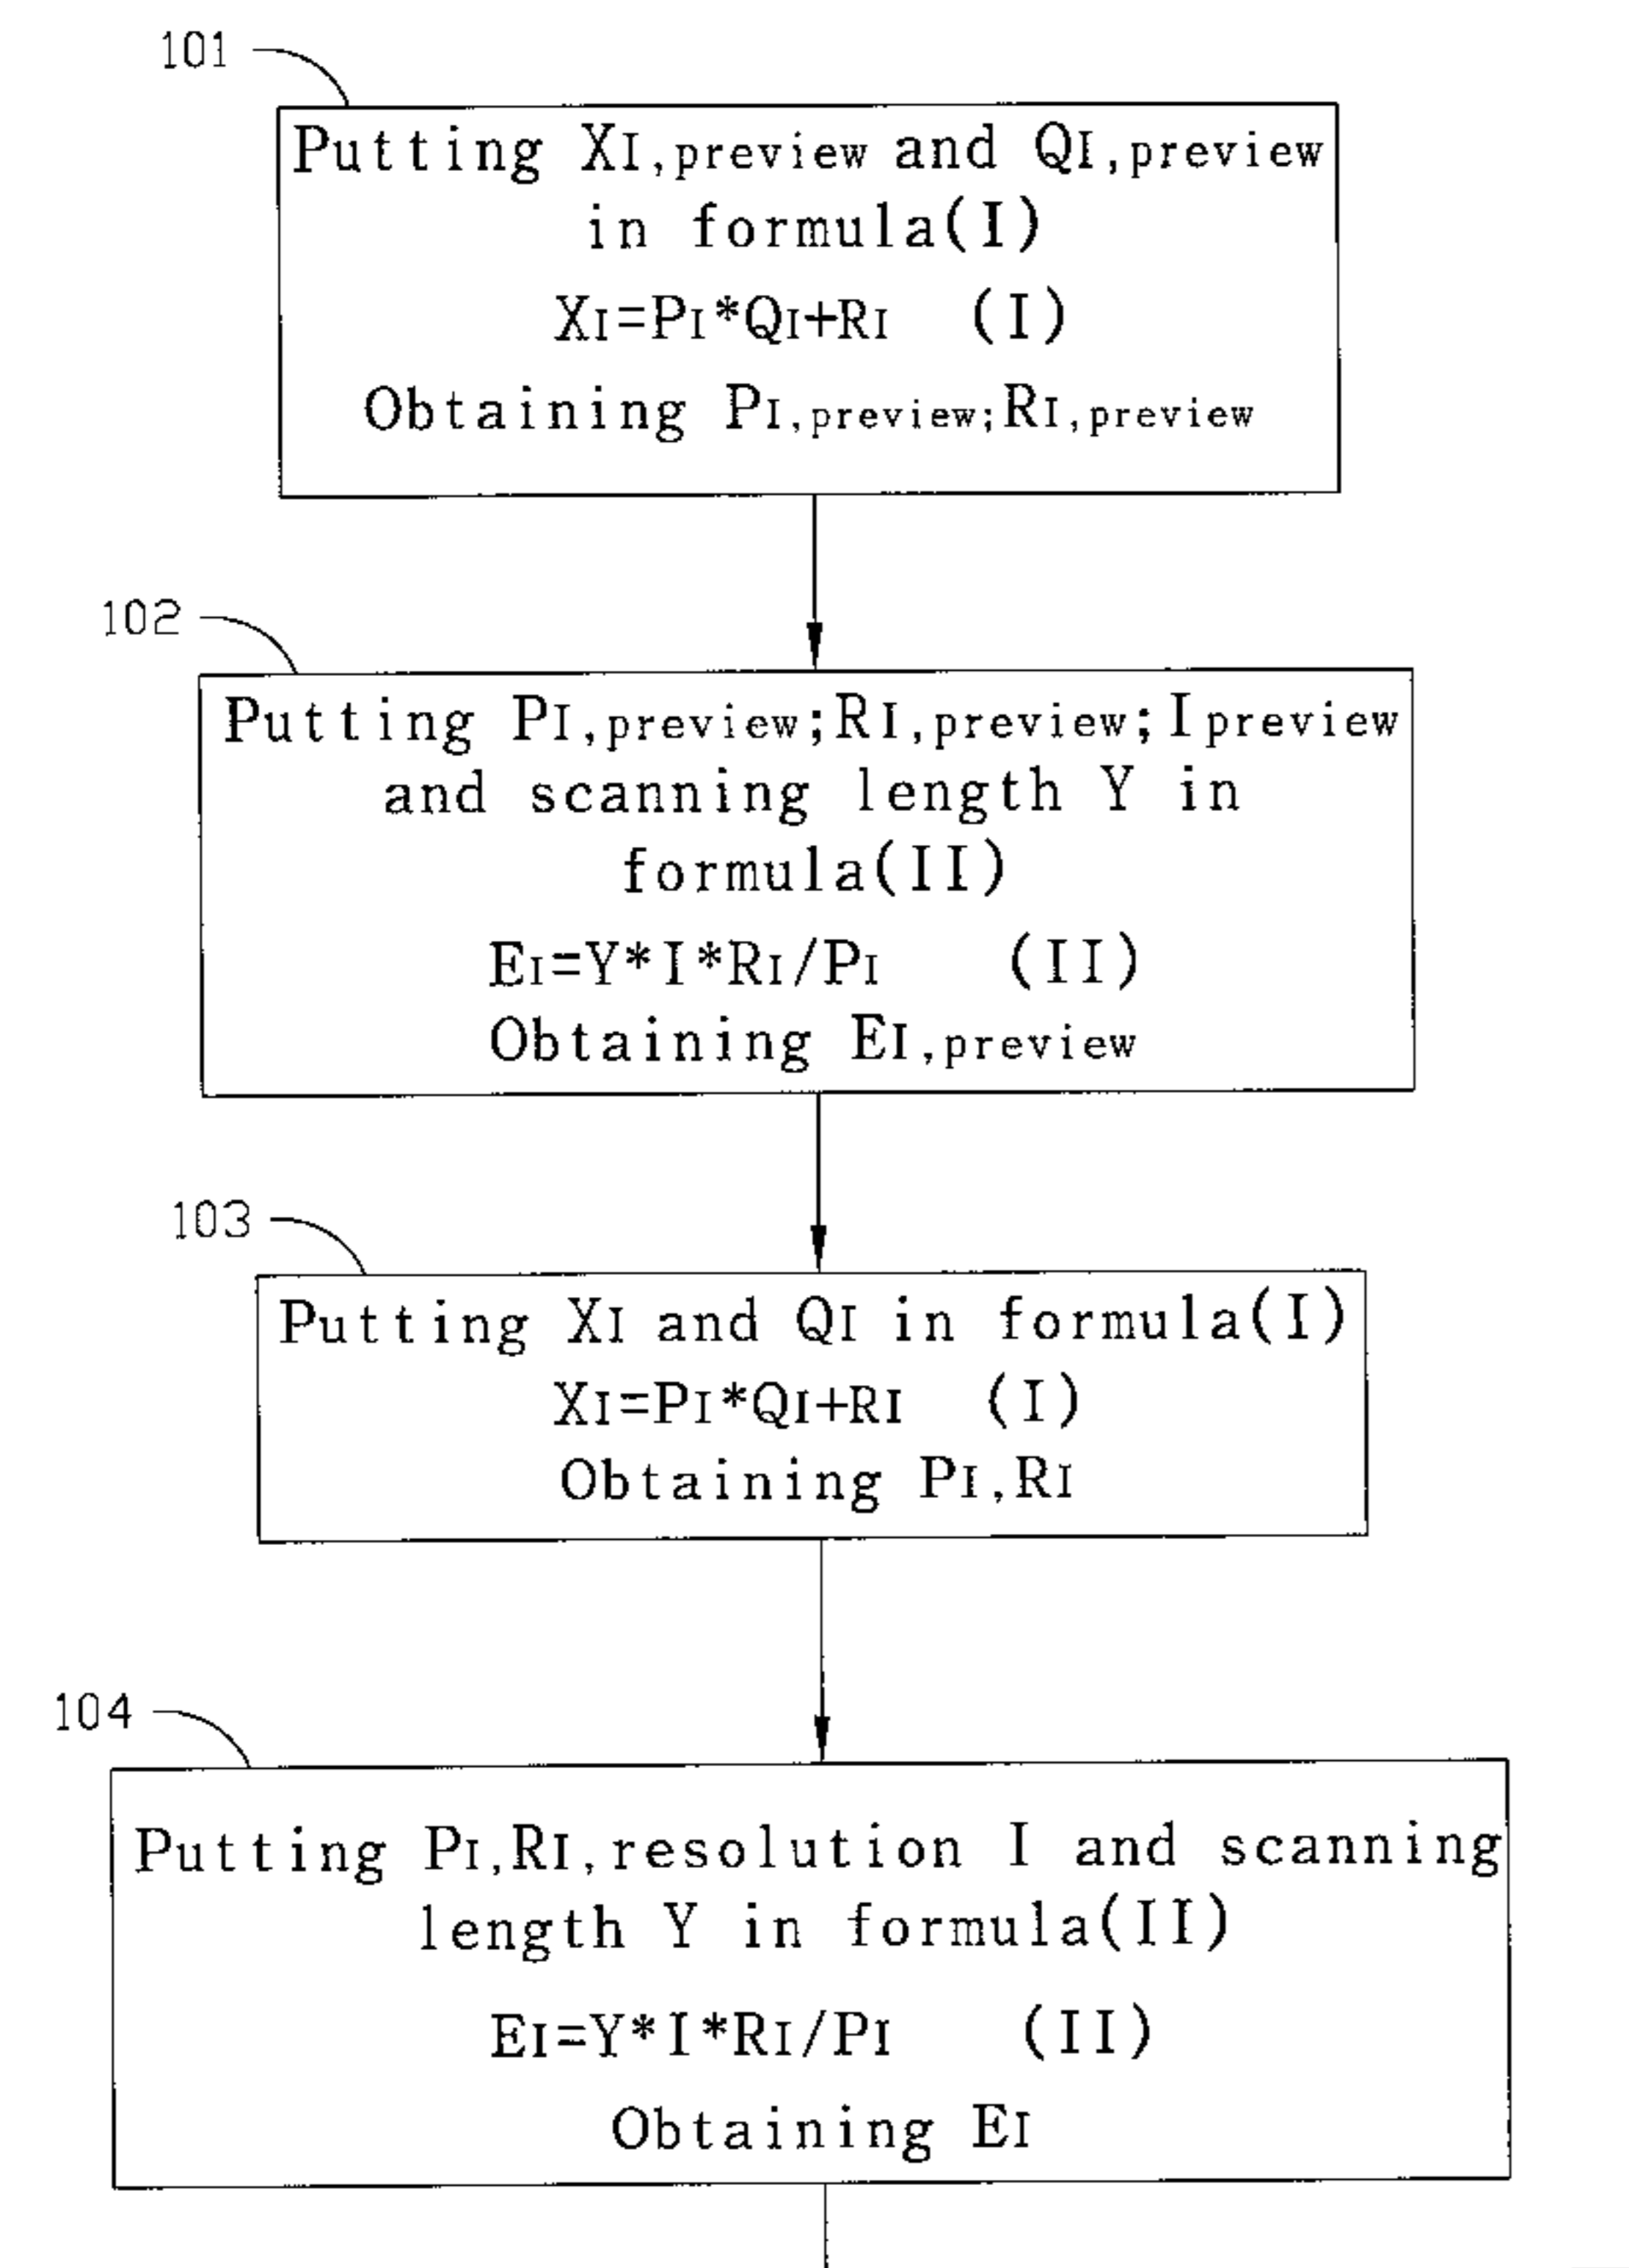 101
Putting XI,preview and QI,preview
in formula(I)
XI=PI*QI+RI (I)
Obtaining PI,preview;RI,preview
102
Putting PI,preview;RI,preview;Ipreview
and scanning length Y in
formula(II)
EI=Y*I*RI/PI (II)
Obtaining EI,preview
103
Putting XI and QI in formula(I)
XI=PI*QI+RI (I)
Obtaining PI,RI
104
Putting PI,RI,resolution I and scanning
length Y in formula(II)
EI=Y*I*RI/PI (II)
Obtaining EI